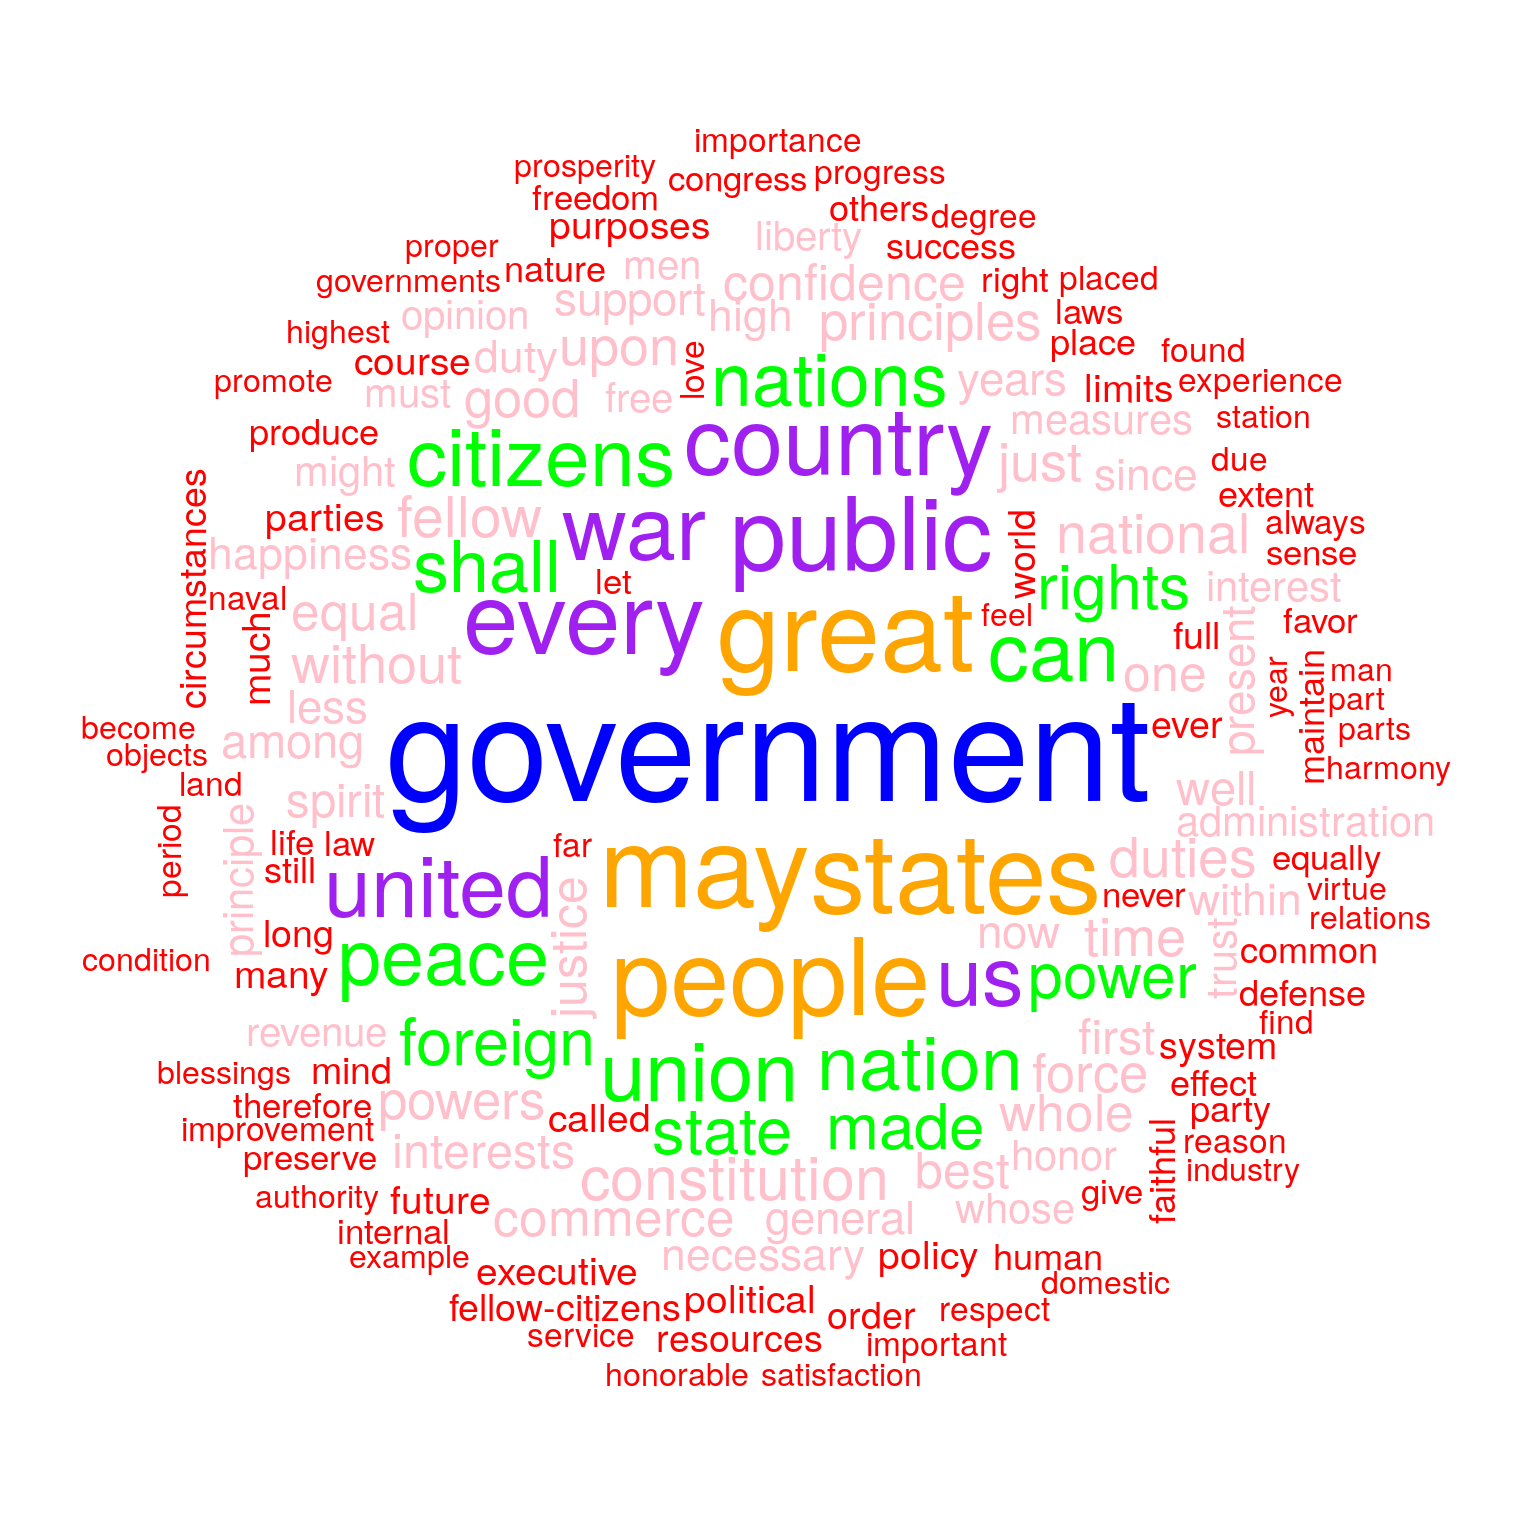 importance
prosperity
congress
progress
freedom
others
degree
purposes
liberty
success
proper
governments
nature
men
confidence
right
placed
opinion
support
high
principles
laws
highest
course
duty
upon
love
place
found
promote
must
good
free
nations
years
limits
experience
produce
citizens
country
measures
station
might
just
since
due
circumstances
parties
fellow
war
public
world
national
extent
always
happiness
shall
let
rights
interest
sense
naval
much
equal
every
great
feel
can
full
favor
without
one
present
year
maintain
man
less
part
become
among
government
ever
parts
objects
harmony
land
spirit
well
period
principle
administration
life
law
far
may
states
duties
equally
still
united
never
within
virtue
relations
long
justice
now
time
trust
common
condition
many
peace
people
us
power
defense
revenue
foreign
first
find
system
blessings
mind
union
nation
force
effect
therefore
powers
called
state
made
whole
party
improvement
faithful
reason
preserve
interests
constitution
best
honor
industry
authority
future
give
internal
commerce
general
whose
example
necessary
policy
human
executive
domestic
fellow-citizens
political
order
respect
service
resources
important
honorable
satisfaction